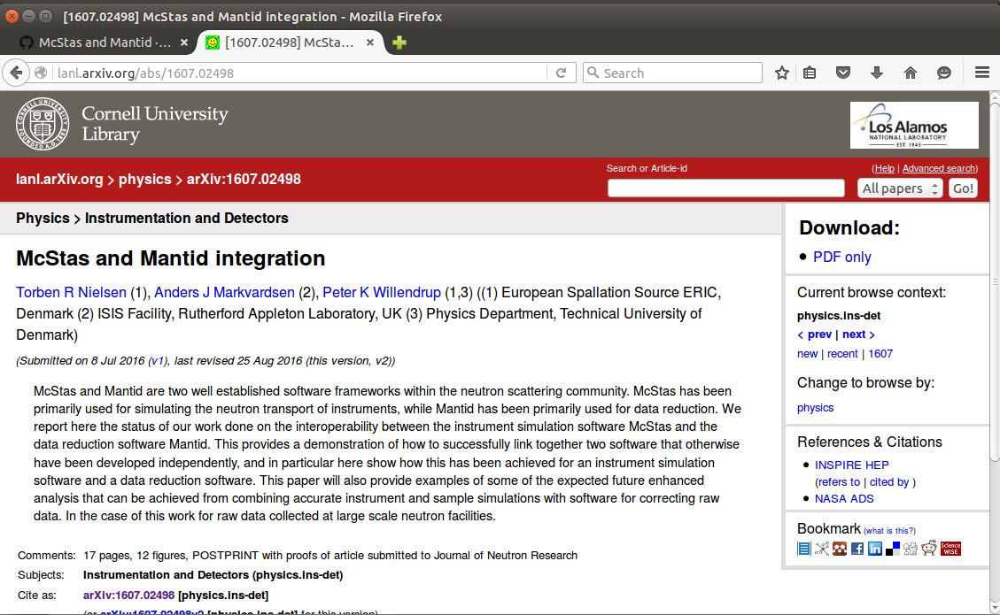 [1607.02498] McStas and Mantid integration - Mozilla Firefox
McStas and Mantid ·... × [1607.02498] McSta... ×
lanl.arxiv.org/abs/1607.02498 Search
Cornell University
Library
Los Alamos
NATIONAL LABORATORY
EST. 1943
Search or Article-id (Help | Advanced search)
lanl.arXiv.org > physics > arXiv:1607.02498
All papers Go!
Physics > Instrumentation and Detectors
McStas and Mantid integration
Torben R Nielsen (1), Anders J Markvardsen (2), Peter K Willendrup (1,3) ((1) European Spallation Source ERIC,
Denmark (2) ISIS Facility, Rutherford Appleton Laboratory, UK (3) Physics Department, Technical University of
Denmark)
(Submitted on 8 Jul 2016 (v1), last revised 25 Aug 2016 (this version, v2))
McStas and Mantid are two well established software frameworks within the neutron scattering community. McStas has been
primarily used for simulating the neutron transport of instruments, while Mantid has been primarily used for data reduction. We
report here the status of our work done on the interoperability between the instrument simulation software McStas and the
data reduction software Mantid. This provides a demonstration of how to successfully link together two software that otherwise
have been developed independently, and in particular here show how this has been achieved for an instrument simulation
software and a data reduction software. This paper will also provide examples of some of the expected future enhanced
analysis that can be achieved from combining accurate instrument and sample simulations with software for correcting raw
data. In the case of this work for raw data collected at large scale neutron facilities.
Comments: 17 pages, 12 figures, POSTPRINT with proofs of article submitted to Journal of Neutron Research
Subjects: Instrumentation and Detectors (physics.ins-det)
Cite as: arXiv:1607.02498 [physics.ins-det]
(or arXiv:1607.02498v2 [physics.ins-det] for this version)
Download:
PDF only
Current browse context:
physics.ins-det
< prev | next >
new | recent | 1607
Change to browse by:
physics
References & Citations
INSPIRE HEP
(refers to | cited by )
NASA ADS
Bookmark (what is this?)
Science
WISE